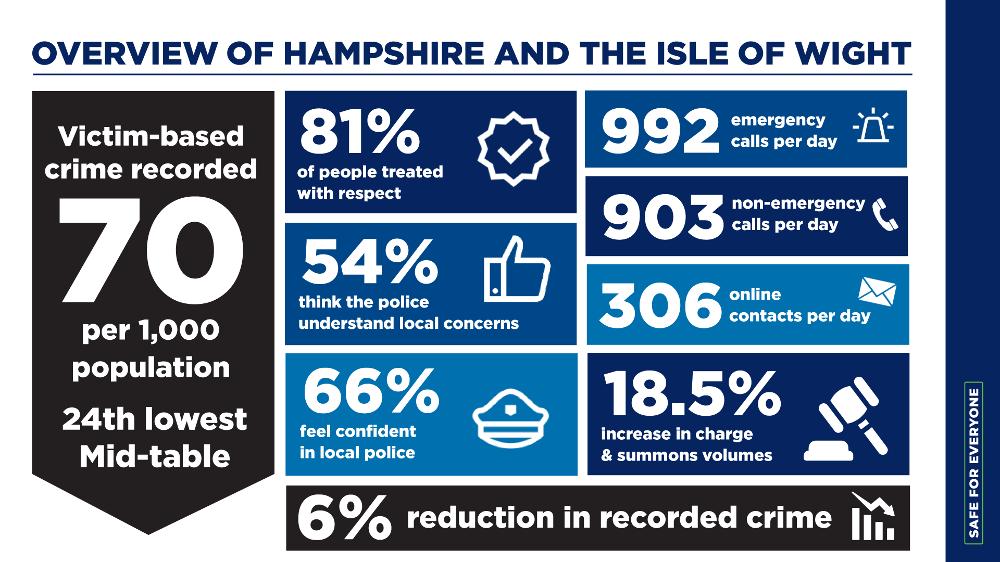 OVERVIEW OF HAMPSHIRE AND THE ISLE OF WIGHT
Victim-based
crime recorded
70
per 1,000
population
24th lowest
Mid-table
81%
of people treated
with respect
54%
think the police
understand local concerns
66%
feel confident
in local police
992
emergency
calls per day
903
non-emergency
calls per day
306
online
contacts per day
18.5%
increase in charge
& summons volumes
6% reduction in recorded crime
SAFE FOR EVERYONE